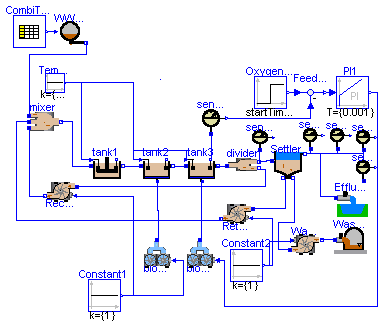 CombiT...
WW...
Tem...
k={...
Oxygen...
startTim...
Feed...
PI1
PI
T={0.001}
mixer
sen...
sen...
se...
se...
se...
se...
tank1
tank2
tank3
divider
Settler
Efflu...
Rec...
Ret...
Wa...
Was...
blo...
blo...
Constant1
k={1}
Constant2
k={1}